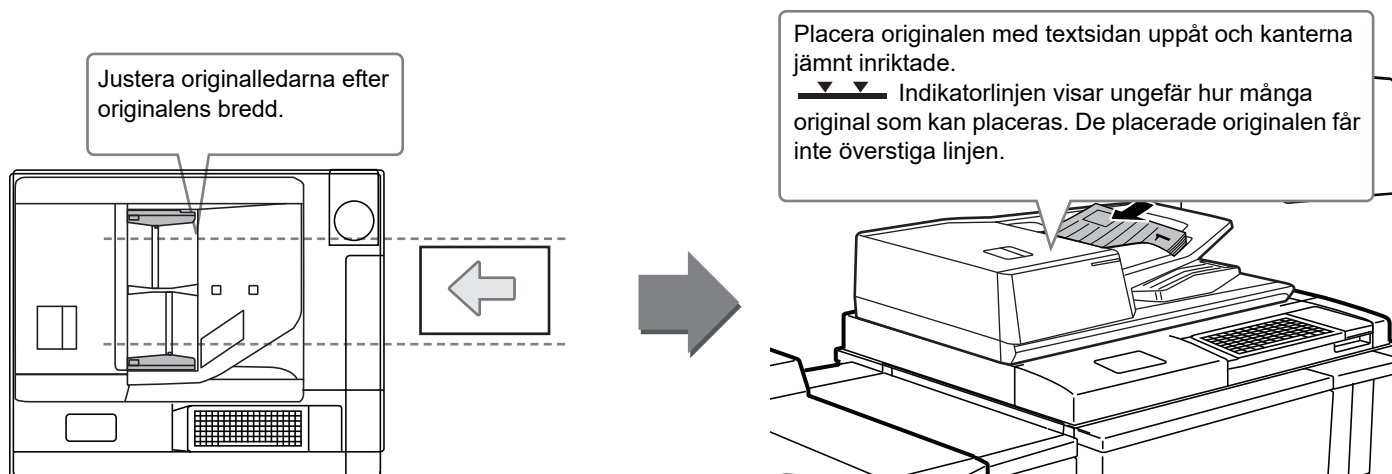 Justera originalledarna efter
originalens bredd.
Placera originalen med textsidan uppåt och kanterna
jämnt inriktade.
Indikatorlinjen visar ungefär hur många
original som kan placeras. De placerade originalen får
inte överstiga linjen.
1